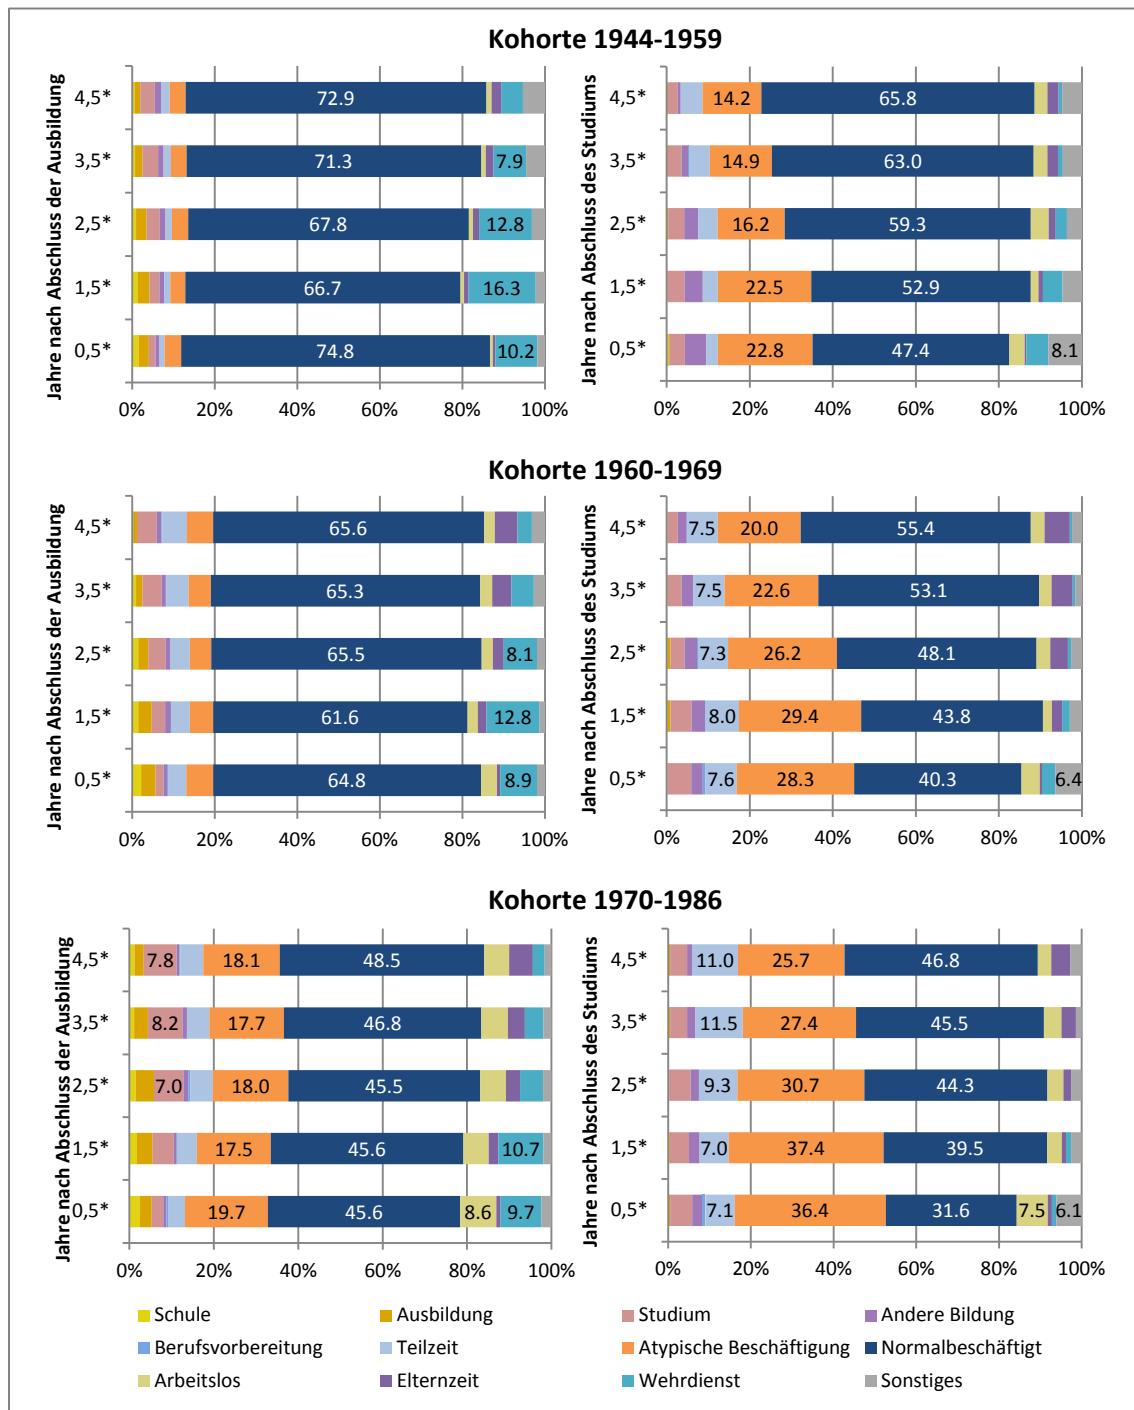 Kohorte 1944-1959
Jahre nach Abschluss der Ausbildung
4,5* 72.9
3,5* 71.3 7.9
2,5* 67.8 12.8
1,5* 66.7 16.3
0,5* 74.8 10.2
0% 20% 40% 60% 80% 100%
Jahre nach Abschluss des Studiums
4,5* 14.2 65.8
3,5* 14.9 63.0
2,5* 16.2 59.3
1,5* 22.5 52.9
0,5* 22.8 47.4 8.1
0% 20% 40% 60% 80% 100%
Kohorte 1960-1969
Jahre nach Abschluss der Ausbildung
4,5* 65.6
3,5* 65.3
2,5* 65.5 8.1
1,5* 61.6 12.8
0,5* 64.8 8.9
0% 20% 40% 60% 80% 100%
Jahre nach Abschluss des Studiums
4,5* 7.5 20.0 55.4
3,5* 7.5 22.6 53.1
2,5* 7.3 26.2 48.1
1,5* 8.0 29.4 43.8
0,5* 7.6 28.3 40.3 6.4
0% 20% 40% 60% 80% 100%
Kohorte 1970-1986
Jahre nach Abschluss der Ausbildung
4,5* 7.8 18.1 48.5
3,5* 8.2 17.7 46.8
2,5* 7.0 18.0 45.5
1,5* 17.5 45.6 10.7
0,5* 19.7 45.6 8.6 9.7
0% 20% 40% 60% 80% 100%
Jahre nach Abschluss des Studiums
4,5* 11.0 25.7 46.8
3,5* 11.5 27.4 45.5
2,5* 9.3 30.7 44.3
1,5* 7.0 37.4 39.5
0,5* 7.1 36.4 31.6 7.5 6.1
0% 20% 40% 60% 80% 100%
Schule Ausbildung Studium Andere Bildung
Berufsvorbereitung Teilzeit Atypische Beschäftigung Normalbeschäftigt
Arbeitslos Elternzeit Wehrdienst Sonstiges